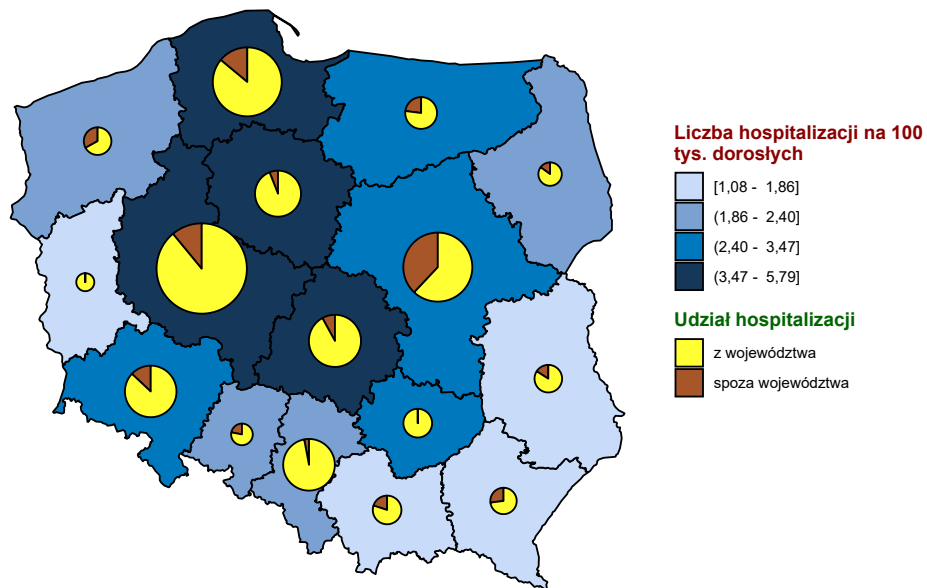 Liczba hospitalizacji na 100
tys. dorosłych
[1,08 - 1,86]
(1,86 - 2,40]
(2,40 - 3,47]
(3,47 - 5,79]
Udział hospitalizacji
z województwa
spoza województwa